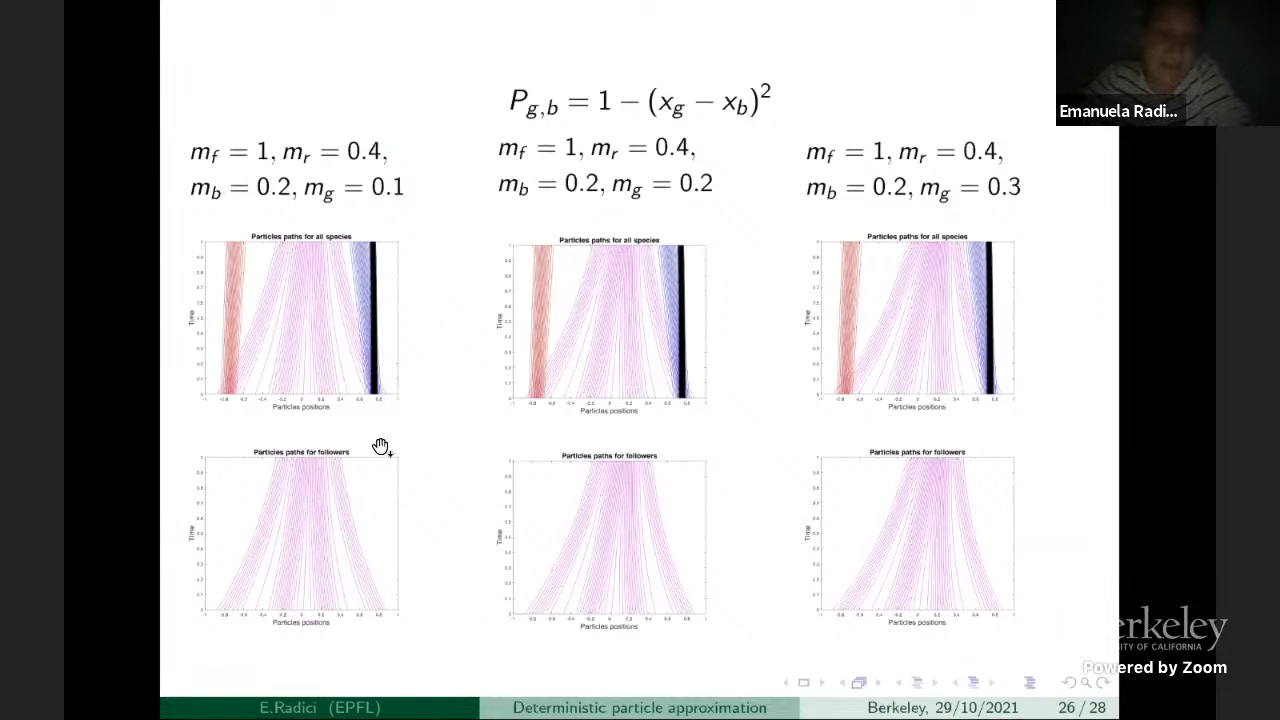 P_{g,b} = 1 − (x_g − x_b)^2
m_f = 1, m_r = 0.4,
m_b = 0.2, m_g = 0.1
m_f = 1, m_r = 0.4,
m_b = 0.2, m_g = 0.2
m_f = 1, m_r = 0.4,
m_b = 0.2, m_g = 0.3
Particles paths for all species
Time
Particles positions
Particles paths for all species
Time
Particles positions
Particles paths for all species
Time
Particles positions
Particles paths for followers
Time
Particles positions
Particles paths for followers
Time
Particles positions
Particles paths for followers
Time
Particles positions
Emanuela Radi...
erkeley
ITY OF CALIFORNIA
Powered by Zoom
E.Radici (EPFL)
Deterministic particle approximation
Berkeley, 29/10/2021
26 / 28